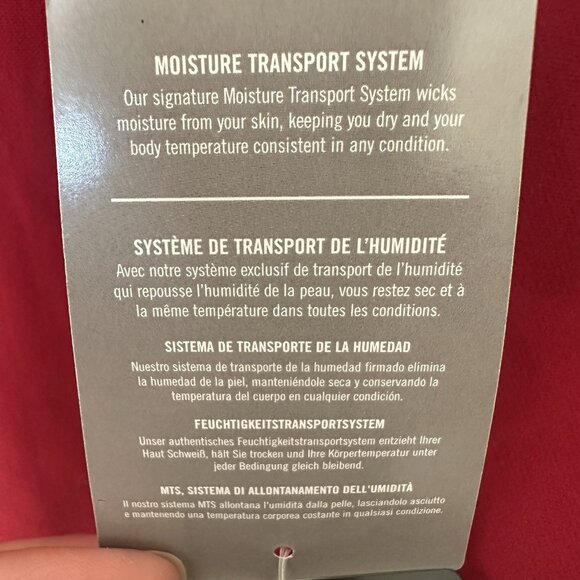 MOISTURE TRANSPORT SYSTEM
Our signature Moisture Transport System wicks
moisture from your skin, keeping you dry and your
body temperature consistent in any condition.
SYSTÈME DE TRANSPORT DE L'HUMIDITÉ
Avec notre système exclusif de transport de l'humidité
qui repousse l'humidité de la peau, vous restez sec et à
la même température dans toutes les conditions.
SISTEMA DE TRANSPORTE DE LA HUMEDAD
Nuestro sistema de transporte de la humedad firmado elimina
la humedad de la piel, manteniéndole seca y conservando la
temperatura del cuerpo en cualquier condición.
FEUCHTIGKEITSTRANSPORTSYSTEM
Unser authentisches Feuchtigkeitstransportsystem entzieht Ihrer
Haut Schweiß, hält Sie trocken und Ihre Körpertemperatur unter
jeder Bedingung gleich bleibend.
MTS, SISTEMA DI ALLONTANAMENTO DELL'UMIDITÀ
Il nostro sistema MTS allontana l'umidità dalla pelle, lasciandolo asciutto
e mantenendo una temperatura corporea costante in qualsiasi condizione.